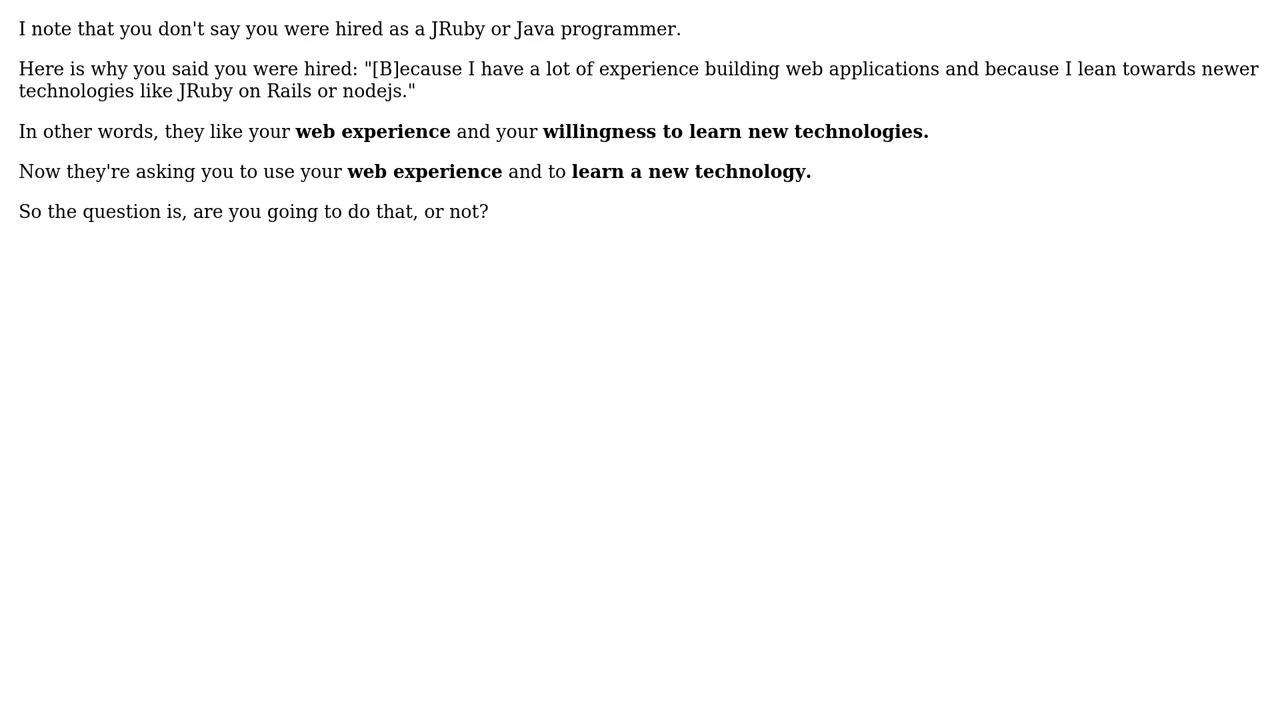 I note that you don't say you were hired as a JRuby or Java programmer.
Here is why you said you were hired: "[B]ecause I have a lot of experience building web applications and because I lean towards newer
technologies like JRuby on Rails or nodejs."
In other words, they like your web experience and your willingness to learn new technologies.
Now they're asking you to use your web experience and to learn a new technology.
So the question is, are you going to do that, or not?